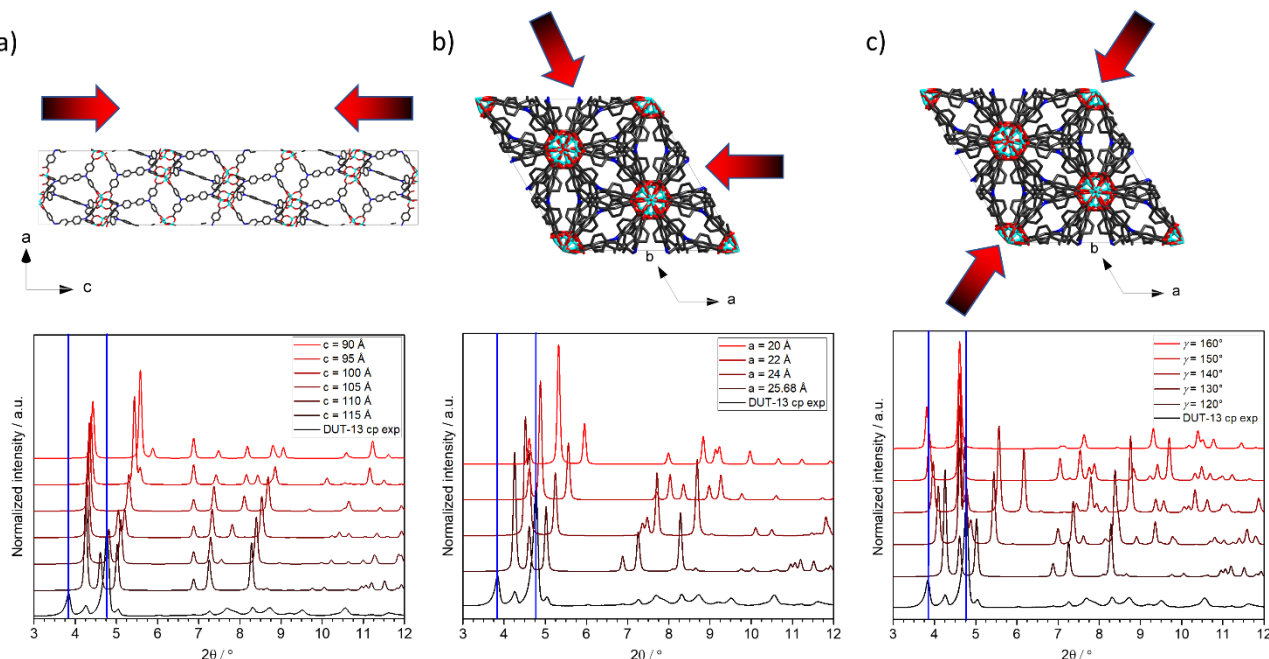 a)
b)
c)
a
c
b
a
b
a
Normalized intensity / a.u.
c = 90 Å
c = 95 Å
c = 100 Å
c = 105 Å
c = 110 Å
c = 115 Å
DUT-13 cp exp
3 4 5 6 7 8 9 10 11 12
2θ / °
Normalized intensity / a.u.
a = 20 Å
a = 22 Å
a = 24 Å
a = 25.68 Å
DUT-13 cp exp
3 4 5 6 7 8 9 10 11 12
2θ / °
Normalized intensity / a.u.
γ = 160°
γ = 150°
γ = 140°
γ = 130°
γ = 120°
DUT-13 cp exp
3 4 5 6 7 8 9 10 11 12
2θ / °